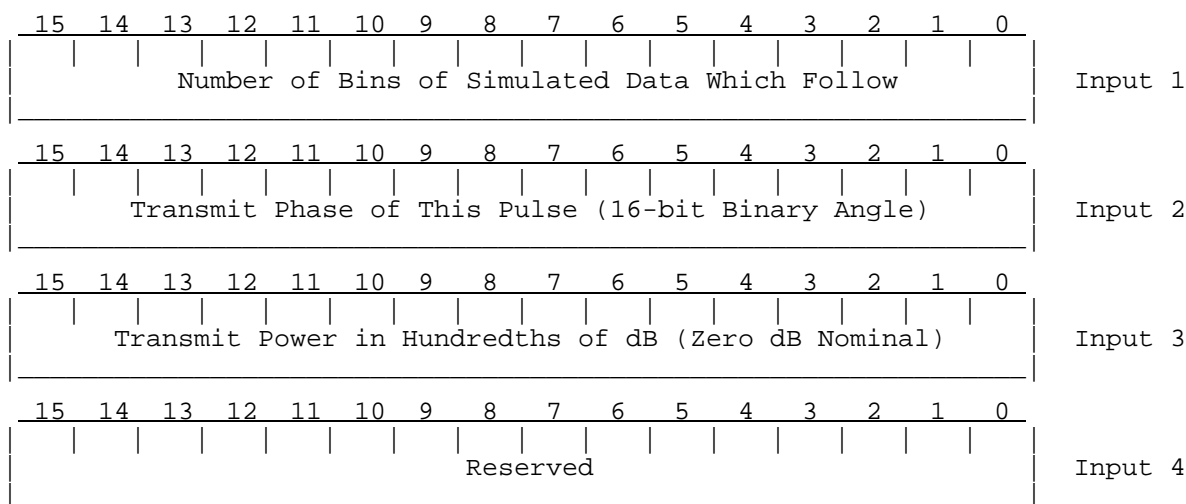 15 14 13 12 11 10 9 8 7 6 5 4 3 2 1 0
Number of Bins of Simulated Data Which Follow Input 1
15 14 13 12 11 10 9 8 7 6 5 4 3 2 1 0
Transmit Phase of This Pulse (16-bit Binary Angle) Input 2
15 14 13 12 11 10 9 8 7 6 5 4 3 2 1 0
Transmit Power in Hundredths of dB (Zero dB Nominal) Input 3
15 14 13 12 11 10 9 8 7 6 5 4 3 2 1 0
Reserved Input 4